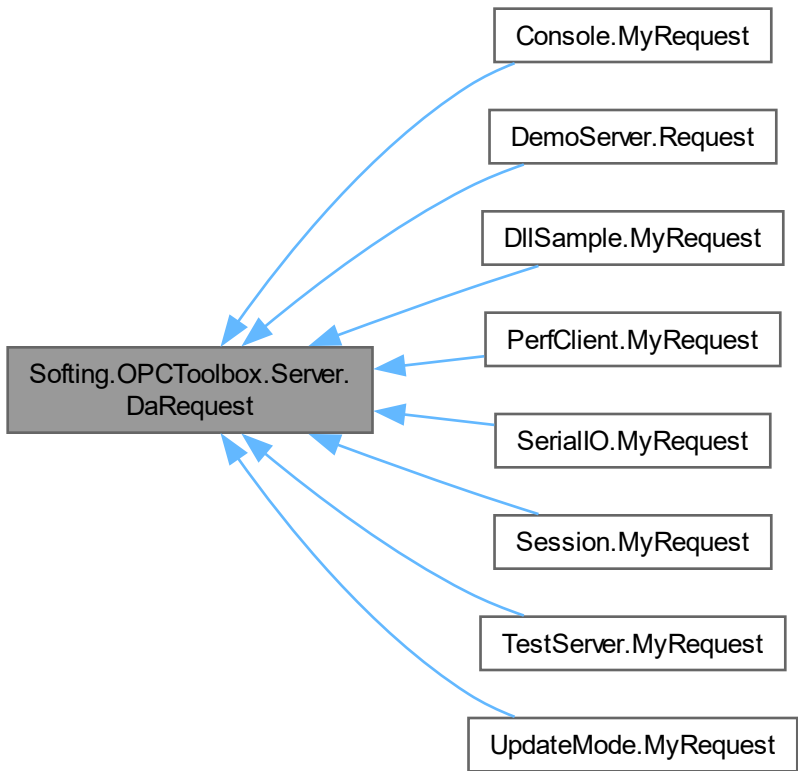 Console.MyRequest
DemoServer.Request
DllSample.MyRequest
PerfClient.MyRequest
Softing.OPCToolbox.Server.
DaRequest
SerialIO.MyRequest
Session.MyRequest
TestServer.MyRequest
UpdateMode.MyRequest